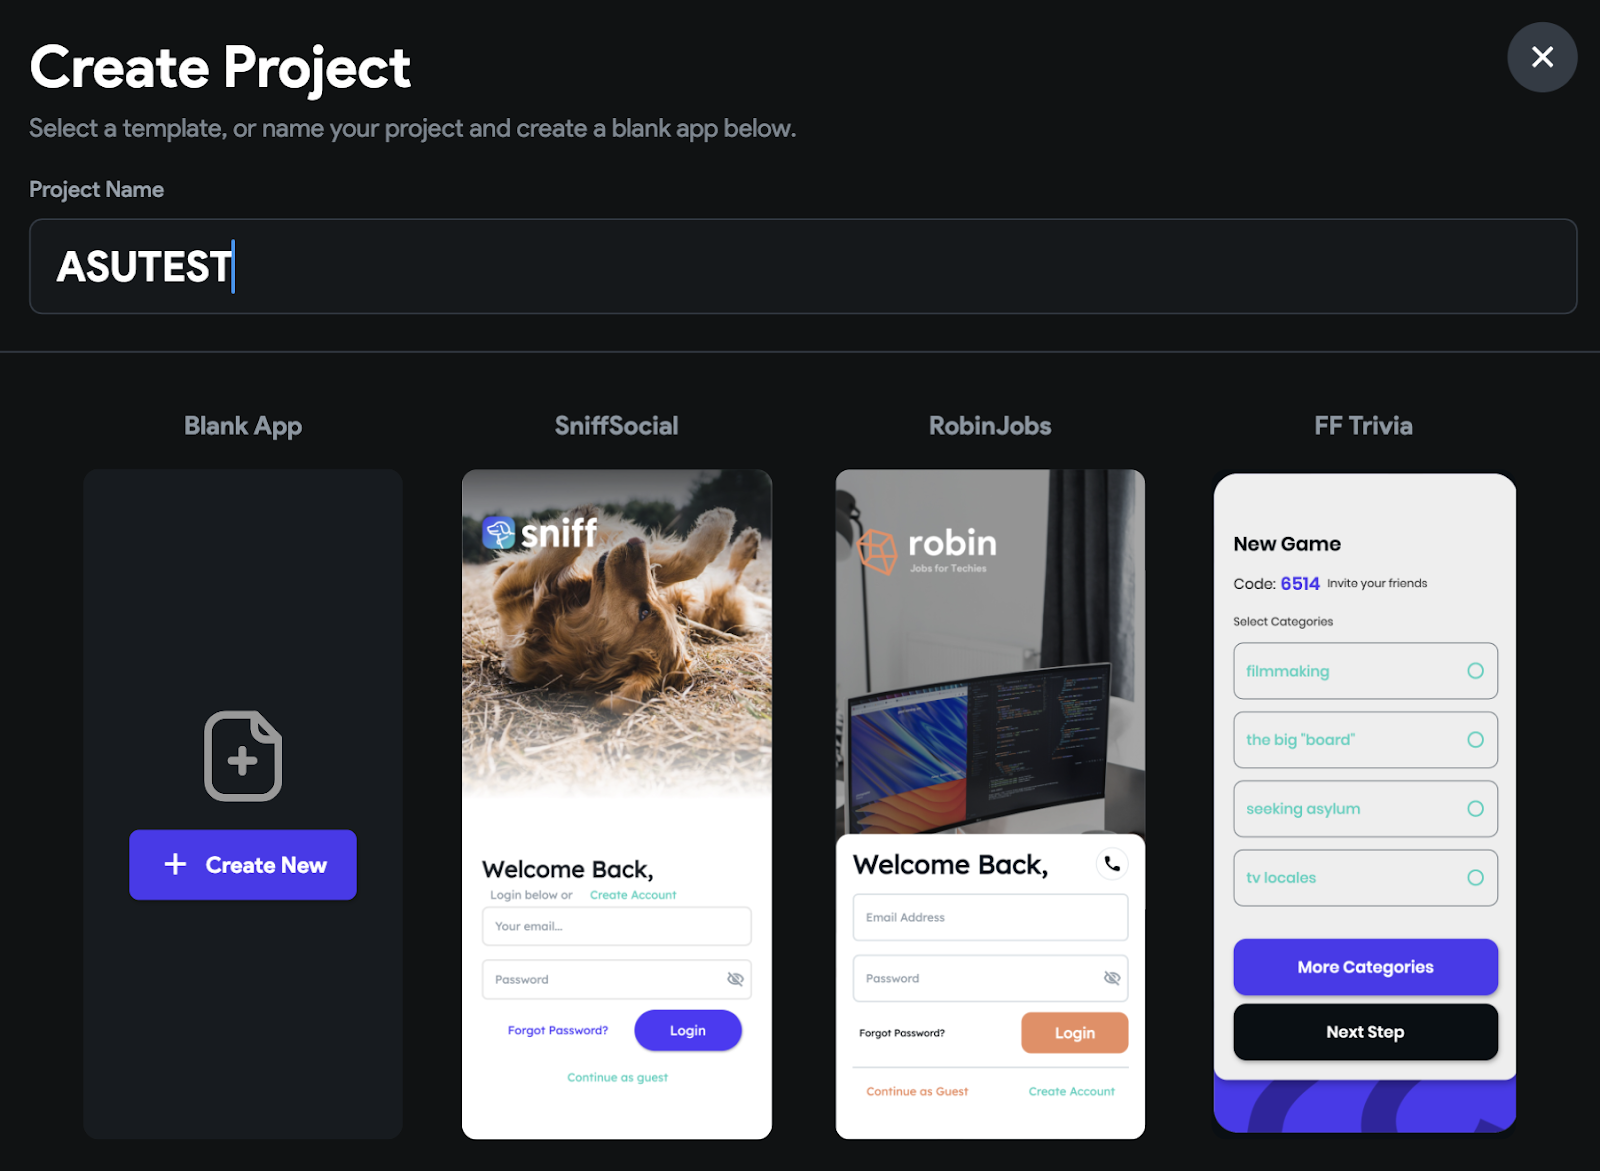 Create Project
Select a template, or name your project and create a blank app below.
Project Name
ASUTEST
Blank App
Create New
SniffSocial
sniff
Welcome Back,
Login below or Create Account
Your email...
Password
Forgot Password? Login
Continue as guest
RobinJobs
robin
Jobs for Techies
Welcome Back,
Email Address
Password
Forgot Password? Login
Continue as Guest Create Account
FF Trivia
New Game
Code: 6514 Invite your friends
Select Categories
filmmaking
the big "board"
seeking asylum
tv locales
More Categories
Next Step